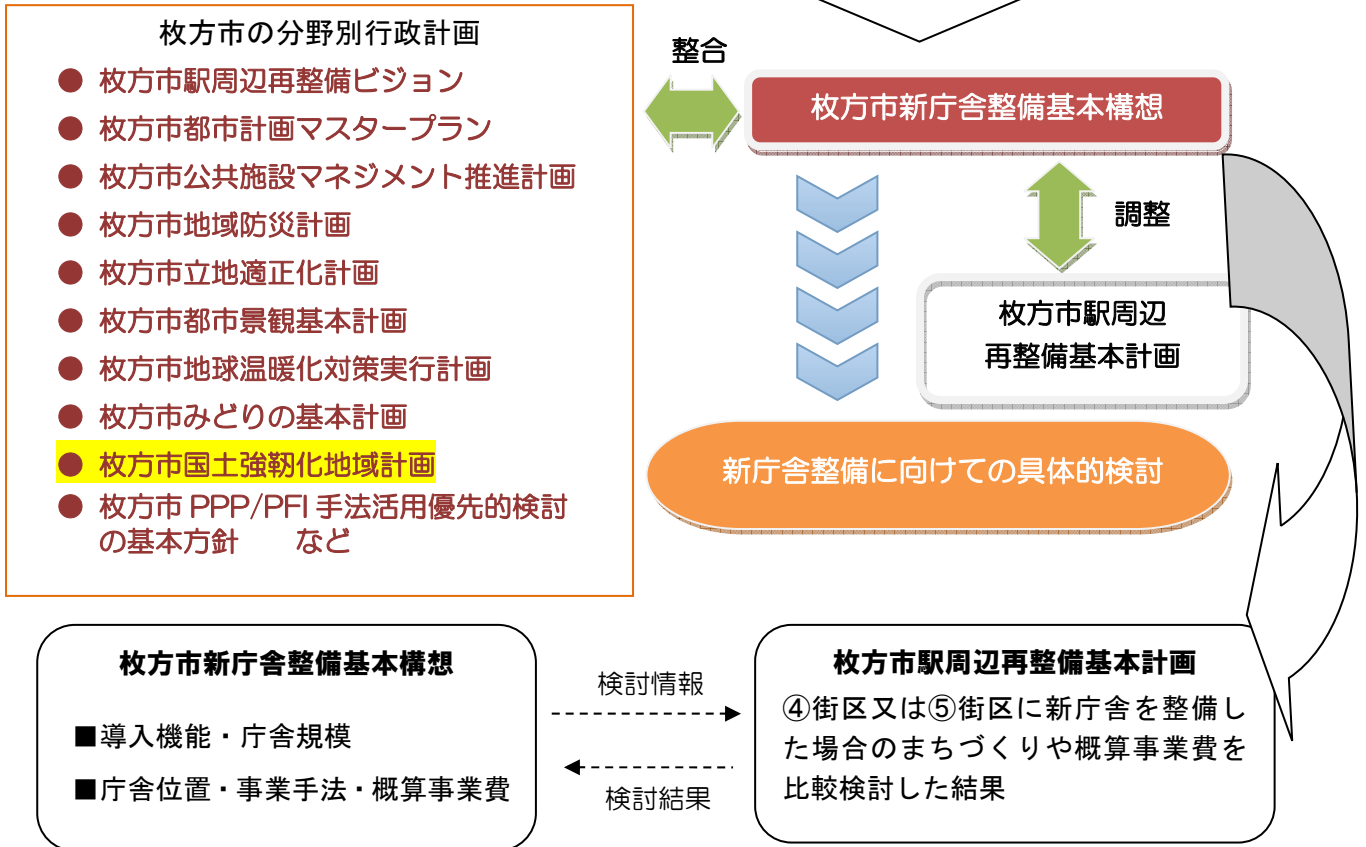 枚方市の分野別行政計画
● 枚方市駅周辺再整備ビジョン
● 枚方市都市計画マスタープラン
● 枚方市公共施設マネジメント推進計画
● 枚方市地域防災計画
● 枚方市立地適正化計画
● 枚方市都市景観基本計画
● 枚方市地球温暖化対策実行計画
● 枚方市みどりの基本計画
● 枚方市国土強靭化地域計画
● 枚方市 PPP/PFI 手法活用優先的検討
の基本方針　　など
整合
枚方市新庁舎整備基本構想
調整
枚方市駅周辺
再整備基本計画
新庁舎整備に向けての具体的検討
枚方市新庁舎整備基本構想
■導入機能・庁舎規模
■庁舎位置・事業手法・概算事業費
検討情報
検討結果
枚方市駅周辺再整備基本計画
④街区又は⑤街区に新庁舎を整備し
た場合のまちづくりや概算事業費を
比較検討した結果